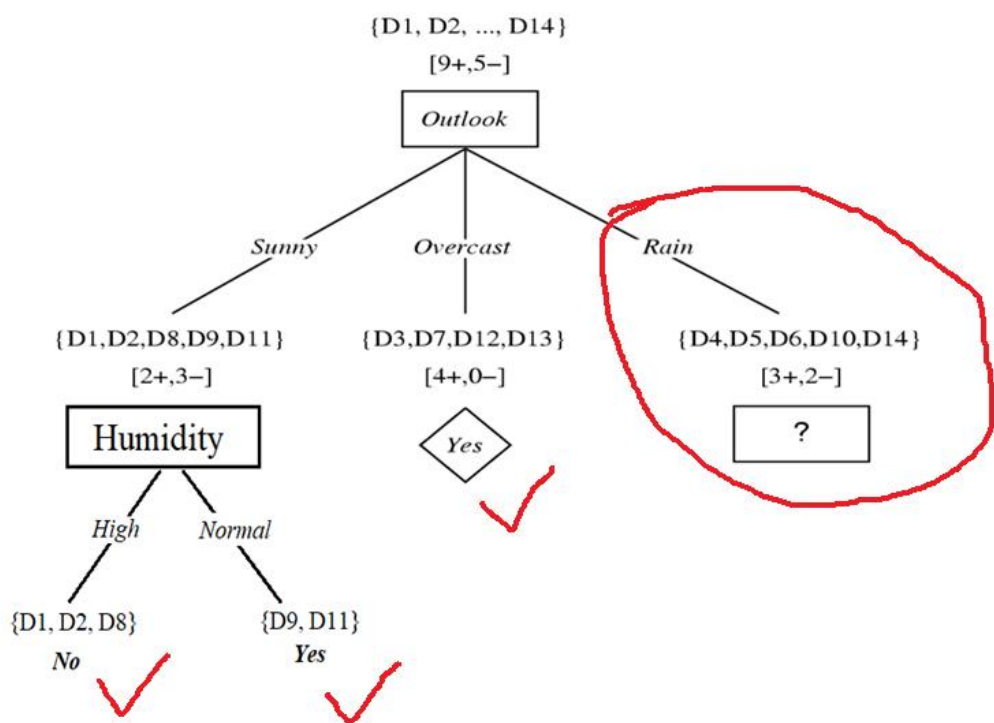 {D1, D2, ..., D14}
[9+,5−]
Outlook
Sunny
Overcast
Rain
{D1,D2,D8,D9,D11}
{D3,D7,D12,D13}
{D4,D5,D6,D10,D14}
[2+,3−]
[4+,0−]
[3+,2−]
Humidity
Yes
?
High
Normal
{D1, D2, D8}
{D9, D11}
No
Yes